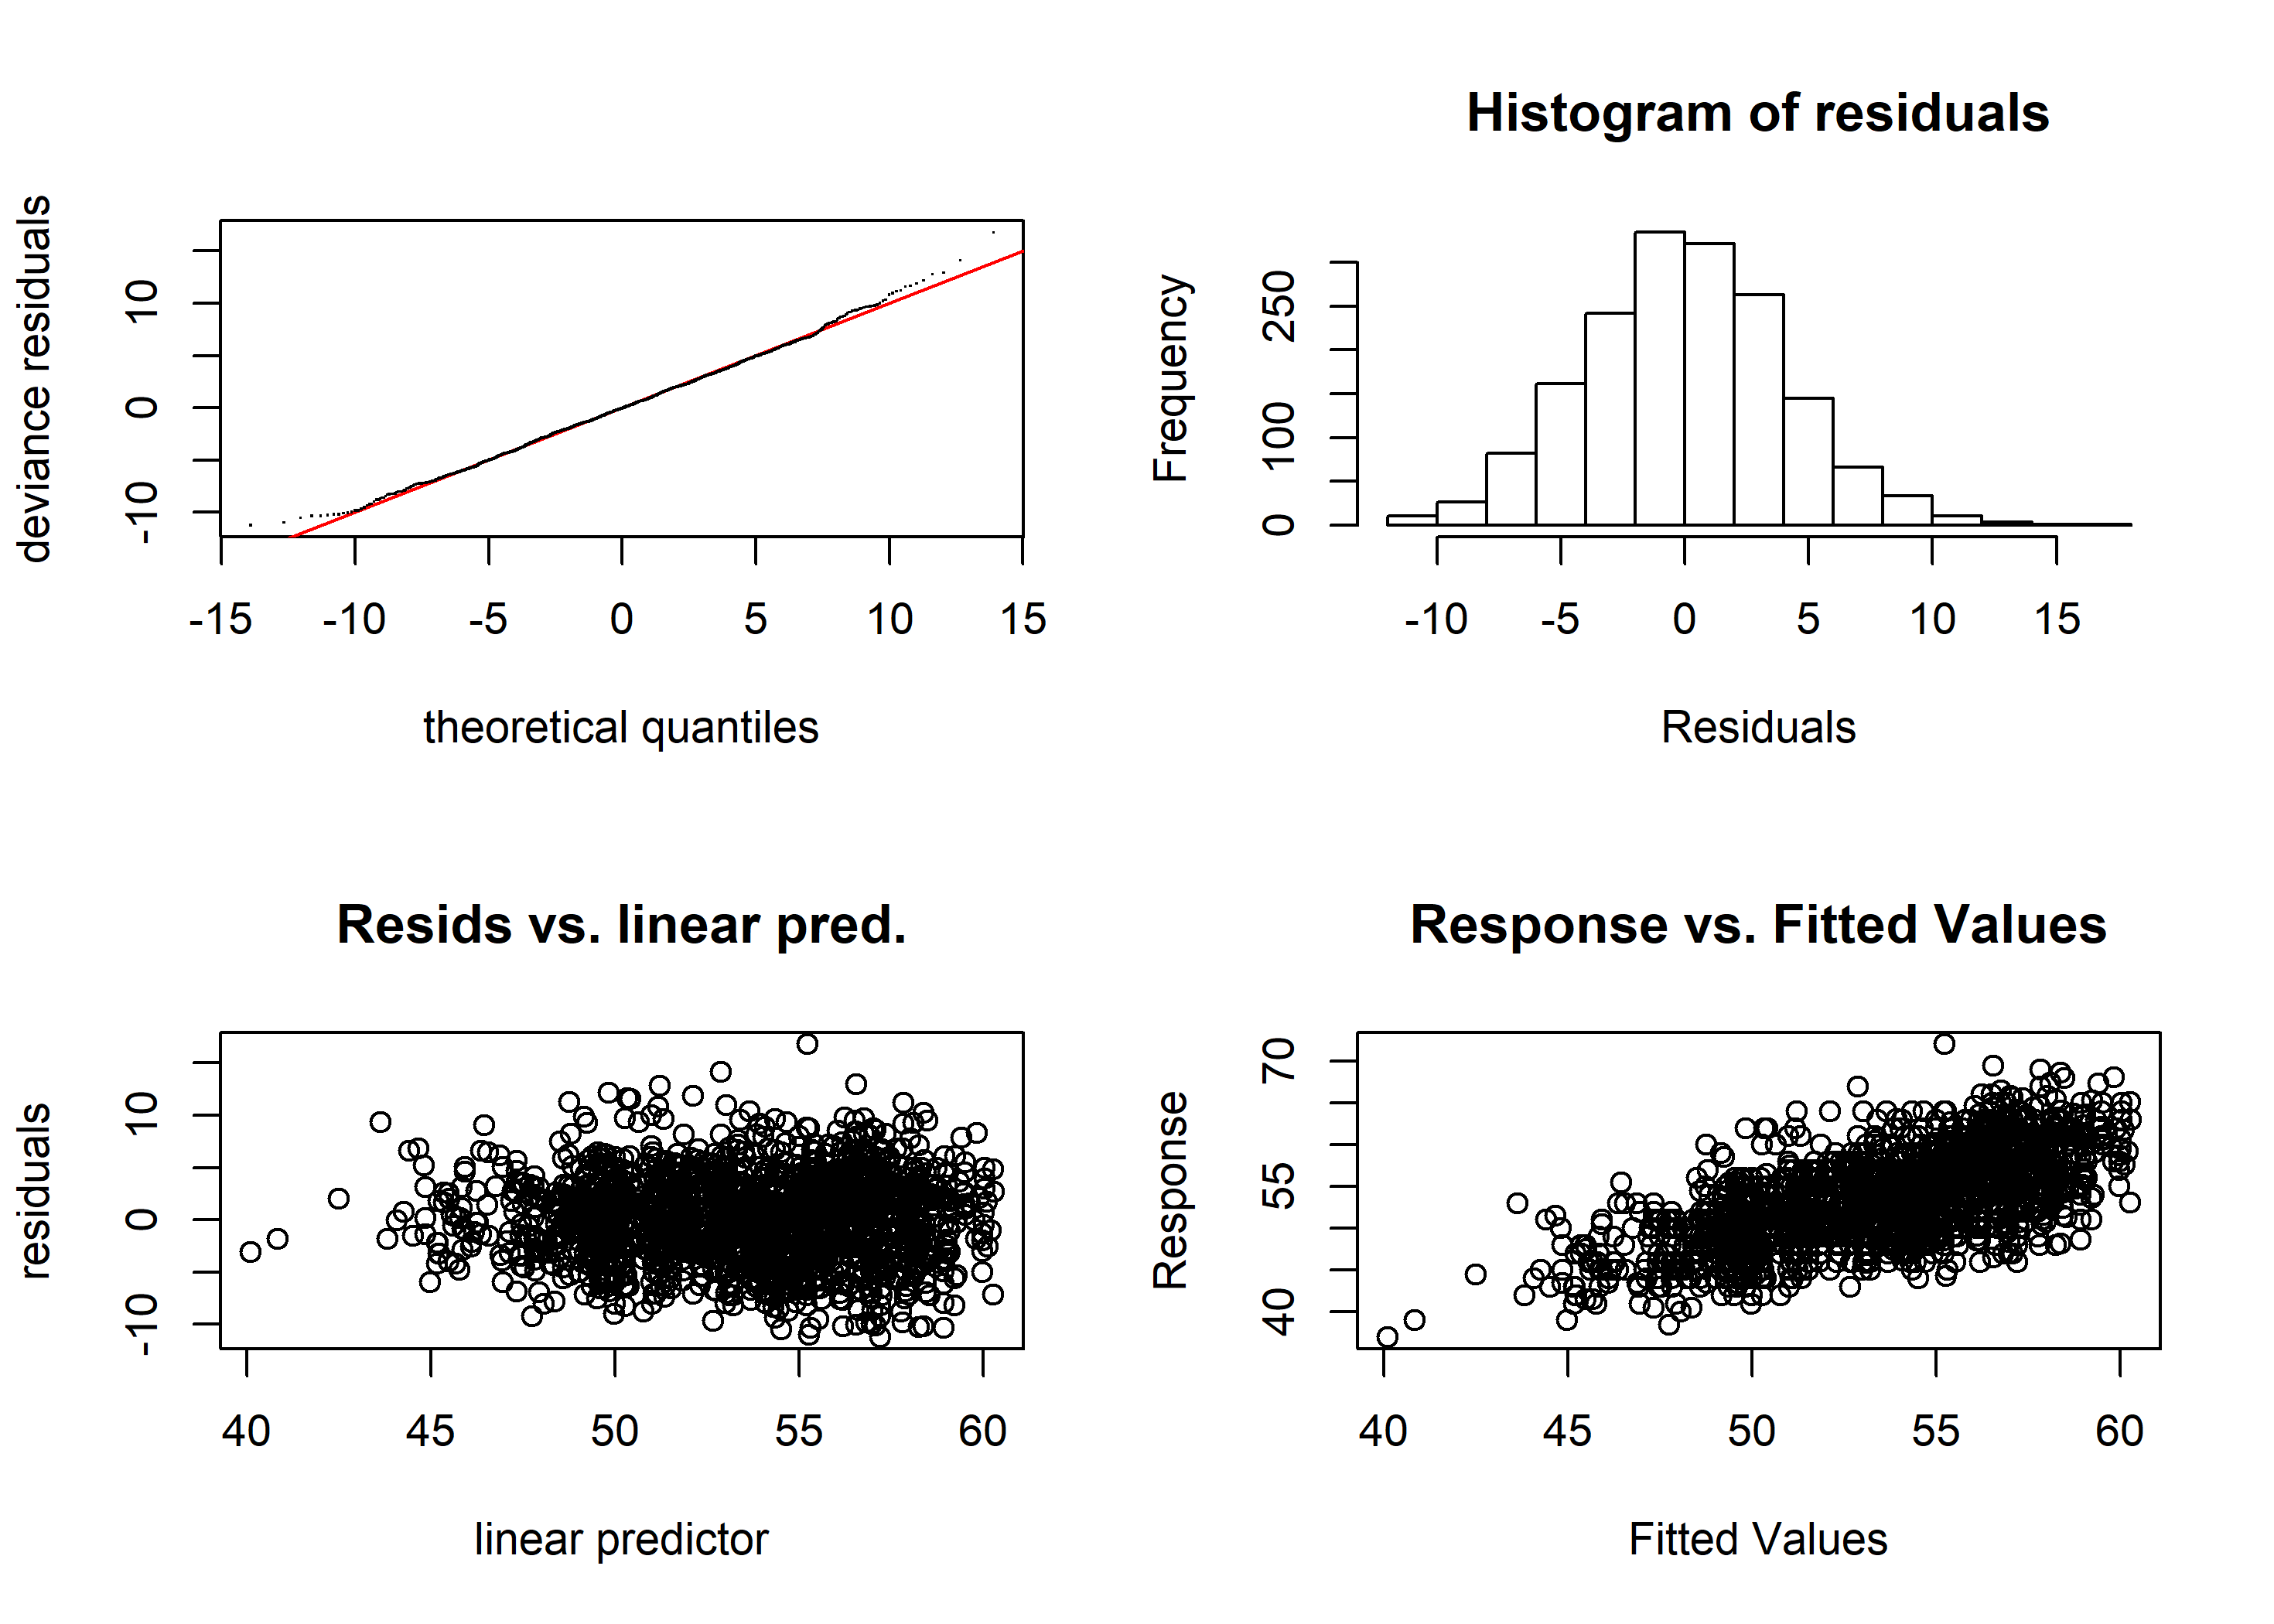 deviance residuals
10
0
-10
-15 -10 -5 0 5 10 15
theoretical quantiles
Histogram of residuals
Frequency
250
100
0
-10 -5 0 5 10 15
Residuals
Resids vs. linear pred.
residuals
10
0
-10
40 45 50 55 60
linear predictor
Response vs. Fitted Values
Response
70
55
40
40 45 50 55 60
Fitted Values